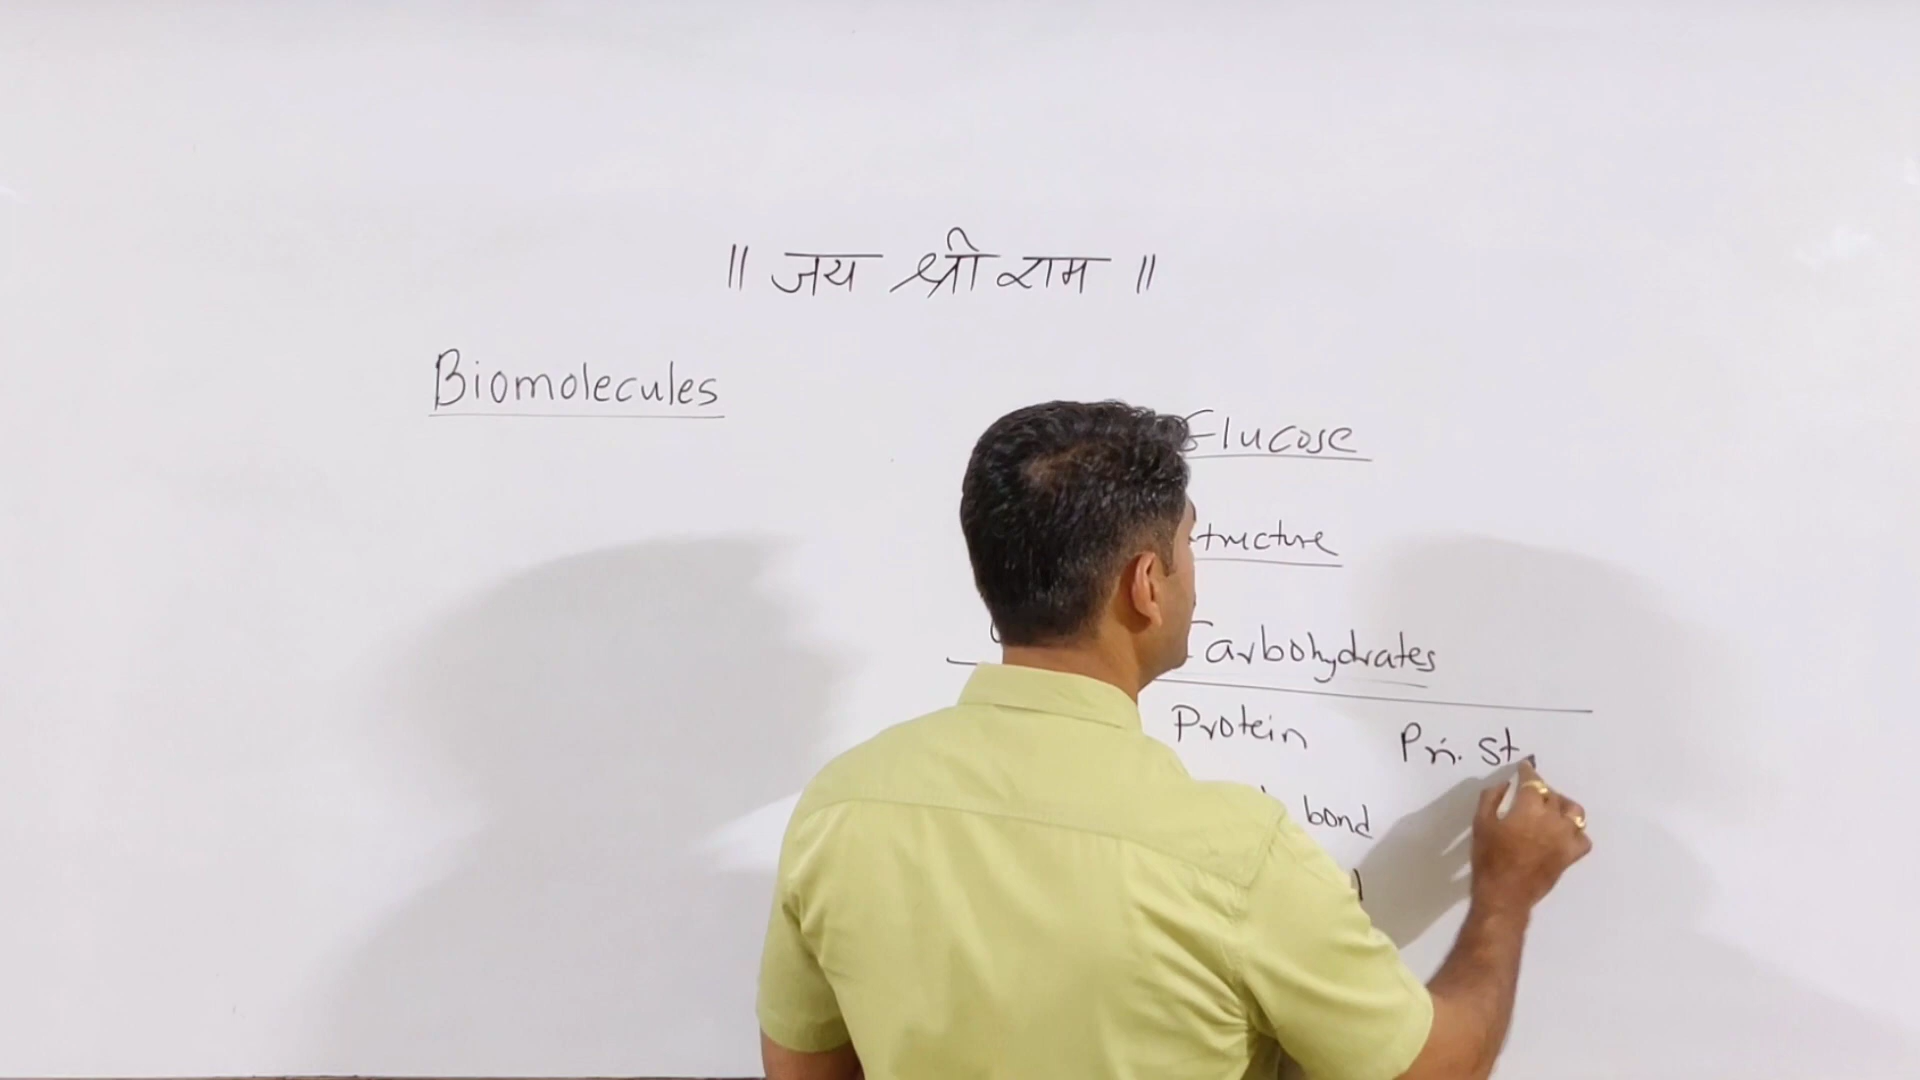 ॥ जय श्री राम ॥
Biomolecules
Glucose
Structure
Carbohydrates
Protein Pri. St
bond